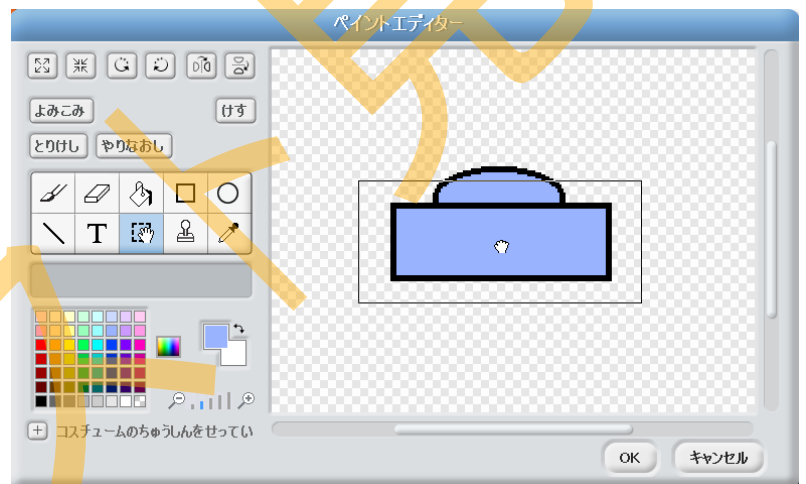 ペイントエディター
よみこみ けす
とりけし やりなおし
T
コスチュームのちゅうしんをせってい
OK キャンセル